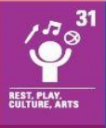 31
REST, PLAY,
CULTURE, ARTS